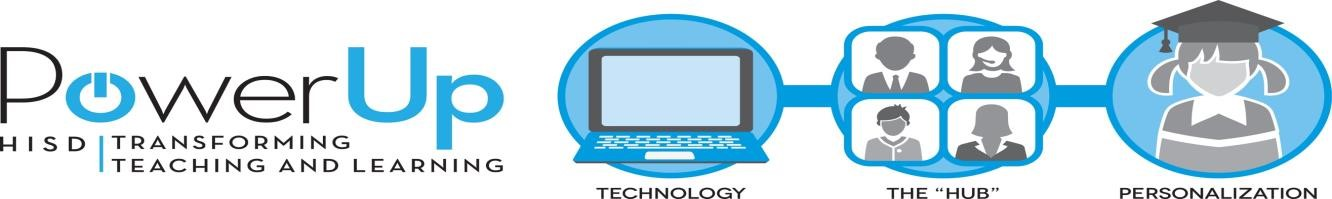 PowerUp
HISD | TRANSFORMING
TEACHING AND LEARNING
TECHNOLOGY
THE “HUB”
PERSONALIZATION